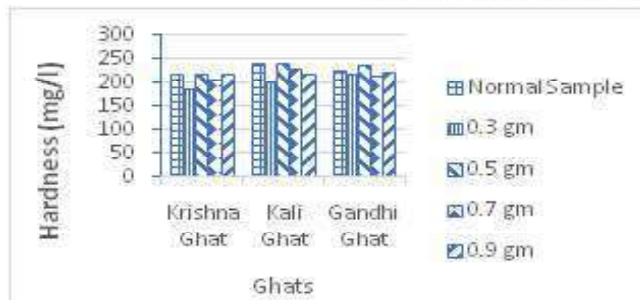 300
250
200
150
100
50
0
Hardness (mg/l)
Krishna Ghat
Kali Ghat
Gandhi Ghat
Ghats
Normal Sample
0.3 gm
0.5 gm
0.7 gm
0.9 gm